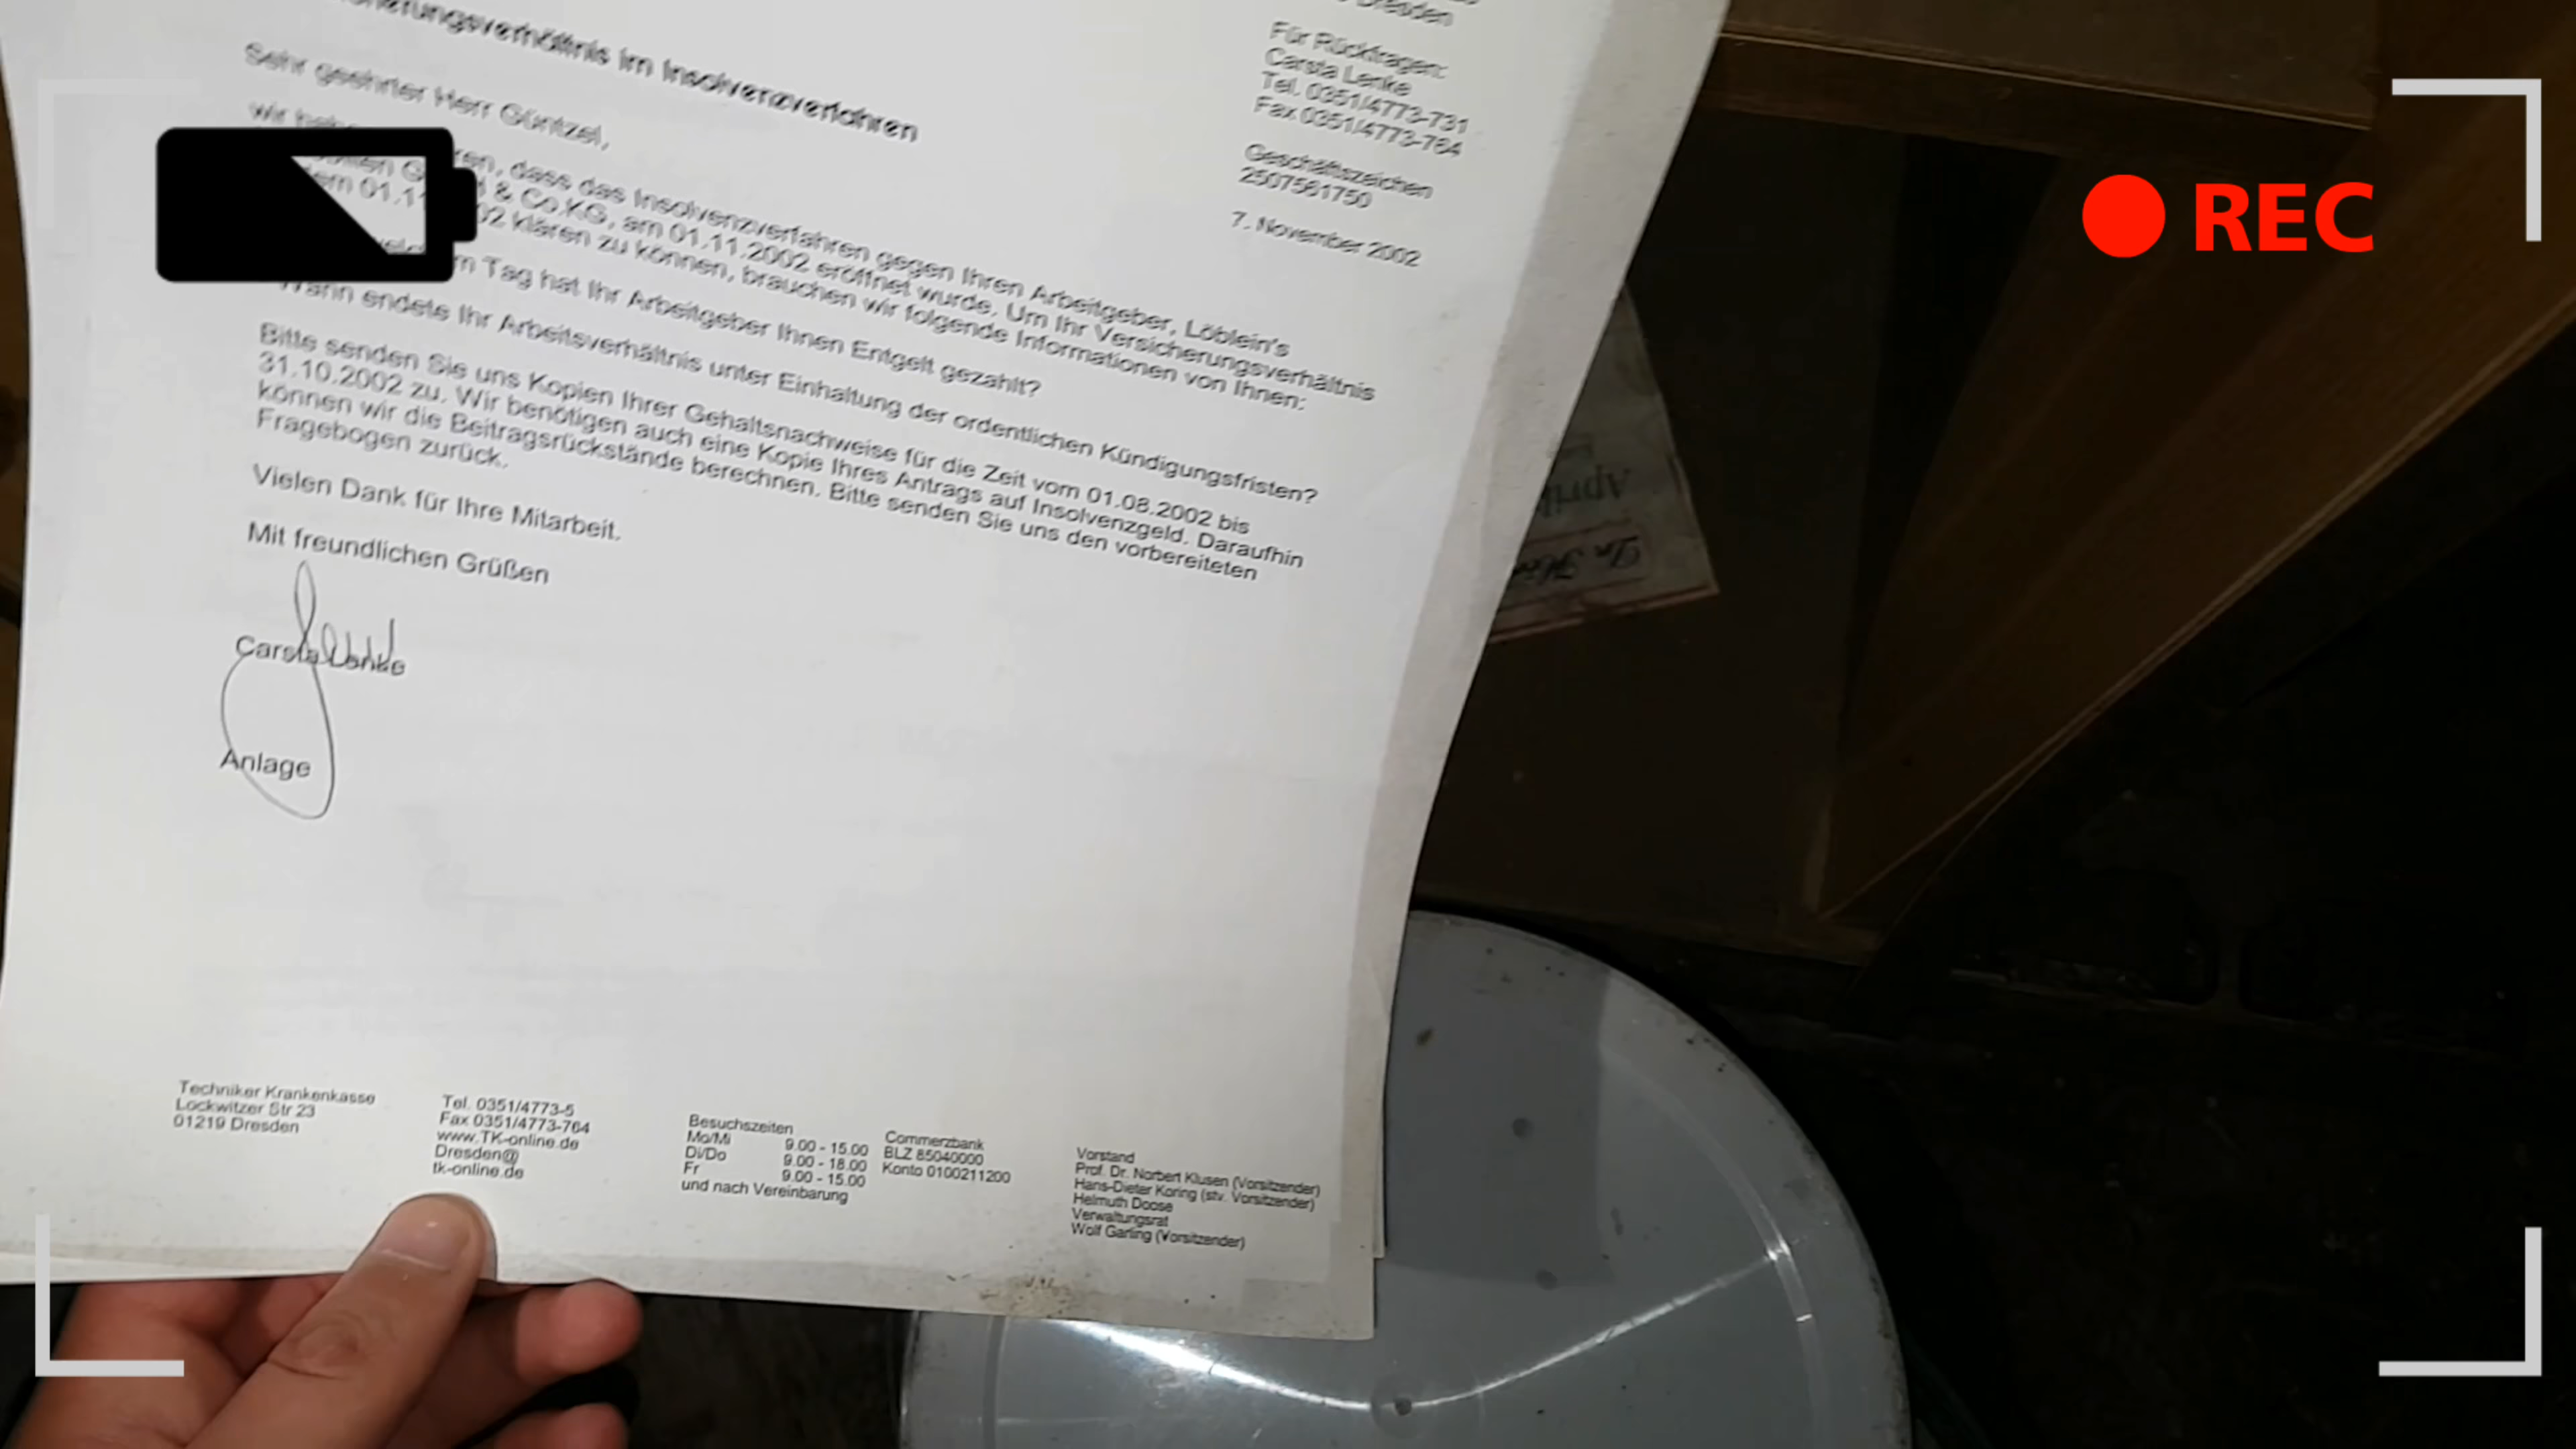 Dresden
Für Rückfragen:
Carsta Lenke
Tel. 0351/4773-731
Fax 0351/4773-764
Geschäftszeichen
2507561750
7. November 2002
im Insolvenzverfahren
Sehr geehrter Herr Güntzel,
wir
dass das Insolvenzverfahren gegen Ihren Arbeitgeber, Löblein's
& Co.KG, am 01.11.2002 eröffnet wurde. Um Ihr Versicherungsverhältnis
klären zu können, brauchen wir folgende Informationen von Ihnen:
Tag hat Ihr Arbeitgeber Ihnen Entgelt gezahlt?
Wann endete Ihr Arbeitsverhältnis unter Einhaltung der ordentlichen Kündigungsfristen?
Bitte senden Sie uns Kopien Ihrer Gehaltsnachweise für die Zeit vom 01.08.2002 bis
31.10.2002 zu. Wir benötigen auch eine Kopie Ihres Antrags auf Insolvenzgeld. Daraufhin
können wir die Beitragsrückstände berechnen. Bitte senden Sie uns den vorbereiteten
Fragebogen zurück.
Vielen Dank für Ihre Mitarbeit.
Mit freundlichen Grüßen
Carsta Lenke
Anlage
Techniker Krankenkasse
Lockwitzer Str 23
01219 Dresden
Tel. 0351/4773-5
Fax 0351/4773-764
www.TK-online.de
Dresden@
tk-online.de
Besuchszeiten
Mo/Mi 9.00 - 15.00
Di/Do 9.00 - 18.00
Fr 9.00 - 15.00
und nach Vereinbarung
Commerzbank
BLZ 85040000
Konto 0100211200
Vorstand
Prof. Dr. Norbert Klusen (Vorsitzender)
Hans-Dieter Koring (stv. Vorsitzender)
Helmuth Doose
Verwaltungsrat
Wolf Garling (Vorsitzender)
REC